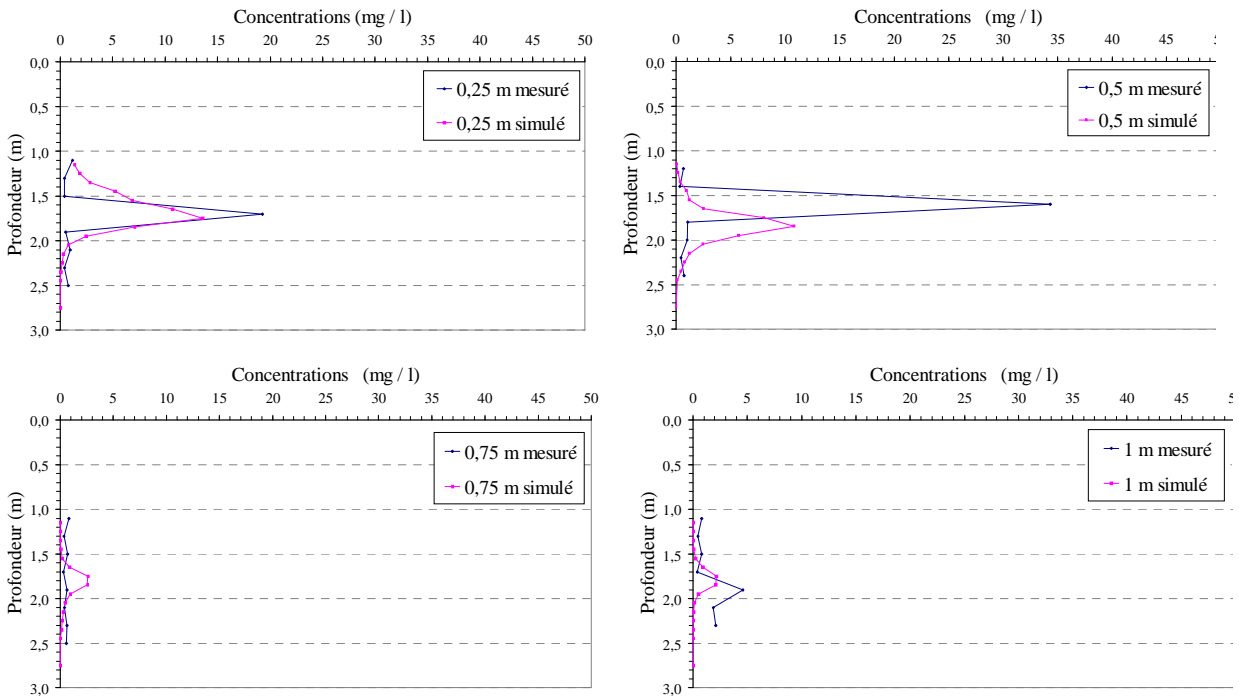 Concentrations (mg / l)
0 5 10 15 20 25 30 35 40 45 50
0,0
0,5
1,0
1,5
2,0
2,5
3,0
Profondeur (m)
0,25 m mesuré
0,25 m simulé
Concentrations (mg / l)
0 5 10 15 20 25 30 35 40 45
0,0
0,5
1,0
1,5
2,0
2,5
3,0
Profondeur (m)
0,5 m mesuré
0,5 m simulé
Concentrations (mg / l)
0 5 10 15 20 25 30 35 40 45 50
0,0
0,5
1,0
1,5
2,0
2,5
3,0
Profondeur (m)
0,75 m mesuré
0,75 m simulé
Concentrations (mg / l)
0 5 10 15 20 25 30 35 40 45
0,0
0,5
1,0
1,5
2,0
2,5
3,0
Profondeur (m)
1 m mesuré
1 m simulé